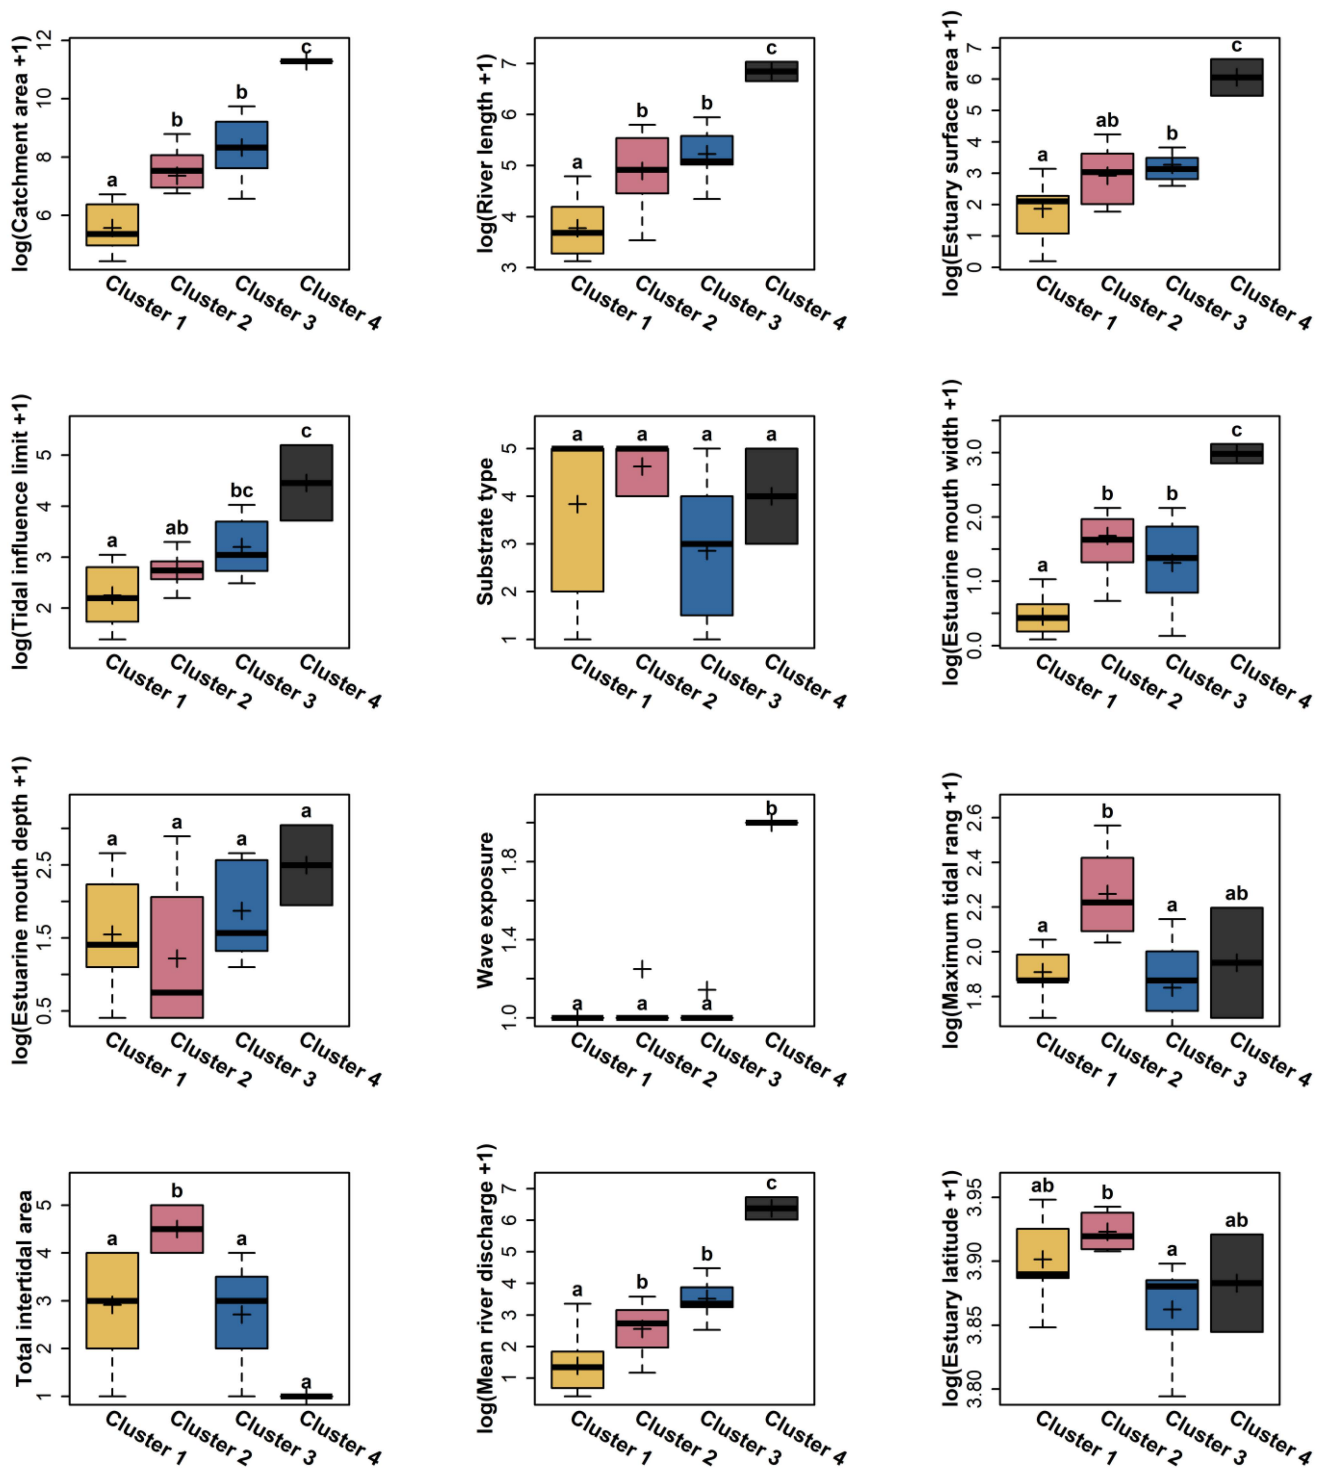 log(Catchment area +1)
12
10
8
6
a
b
b
c
Cluster 1
Cluster 2
Cluster 3
Cluster 4
log(River length +1)
7
6
5
4
3
a
b
b
c
Cluster 1
Cluster 2
Cluster 3
Cluster 4
log(Estuary surface area +1)
7
6
5
4
3
2
1
0
a
ab
b
c
Cluster 1
Cluster 2
Cluster 3
Cluster 4
log(Tidal influence limit +1)
5
4
3
2
a
ab
bc
c
Cluster 1
Cluster 2
Cluster 3
Cluster 4
Substrate type
5
4
3
2
1
a
a
a
a
Cluster 1
Cluster 2
Cluster 3
Cluster 4
log(Estuarine mouth width +1)
3.0
2.0
1.0
0.0
a
b
b
c
Cluster 1
Cluster 2
Cluster 3
Cluster 4
log(Estuarine mouth depth +1)
2.5
1.5
0.5
a
a
a
a
Cluster 1
Cluster 2
Cluster 3
Cluster 4
Wave exposure
1.8
1.4
1.0
a
a
a
b
Cluster 1
Cluster 2
Cluster 3
Cluster 4
log(Maximum tidal rang +1)
2.6
2.4
2.2
2.0
1.8
a
b
a
ab
Cluster 1
Cluster 2
Cluster 3
Cluster 4
Total intertidal area
5
4
3
2
1
a
b
a
a
Cluster 1
Cluster 2
Cluster 3
Cluster 4
log(Mean river discharge +1)
7
6
5
4
3
2
1
a
b
b
c
Cluster 1
Cluster 2
Cluster 3
Cluster 4
log(Estuary latitude +1)
3.95
3.90
3.85
3.80
ab
b
a
ab
Cluster 1
Cluster 2
Cluster 3
Cluster 4